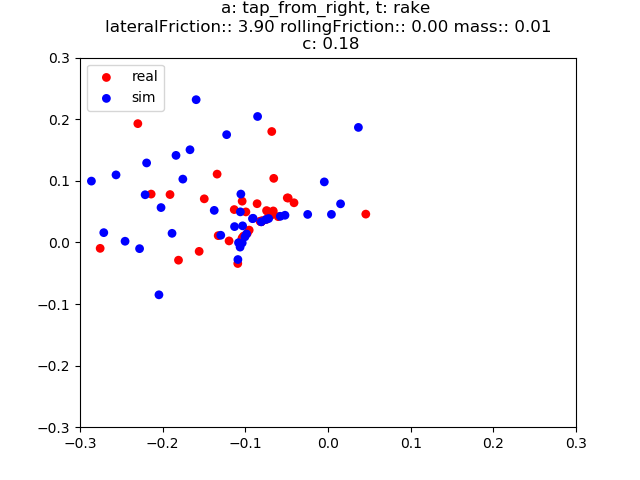 a: tap_from_right, t: rake
lateralFriction:: 3.90 rollingFriction:: 0.00 mass:: 0.01
c: 0.18
real
sim
0.3
0.2
0.1
0.0
−0.1
−0.2
−0.3
−0.3
−0.2
−0.1
0.0
0.1
0.2
0.3